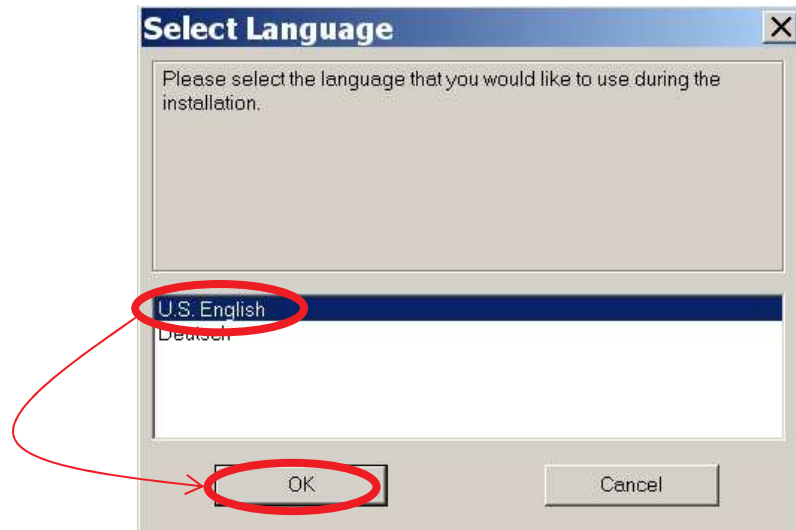 Select Language
Please select the language that you would like to use during the
installation.
U.S. English
Deutsch
OK
Cancel